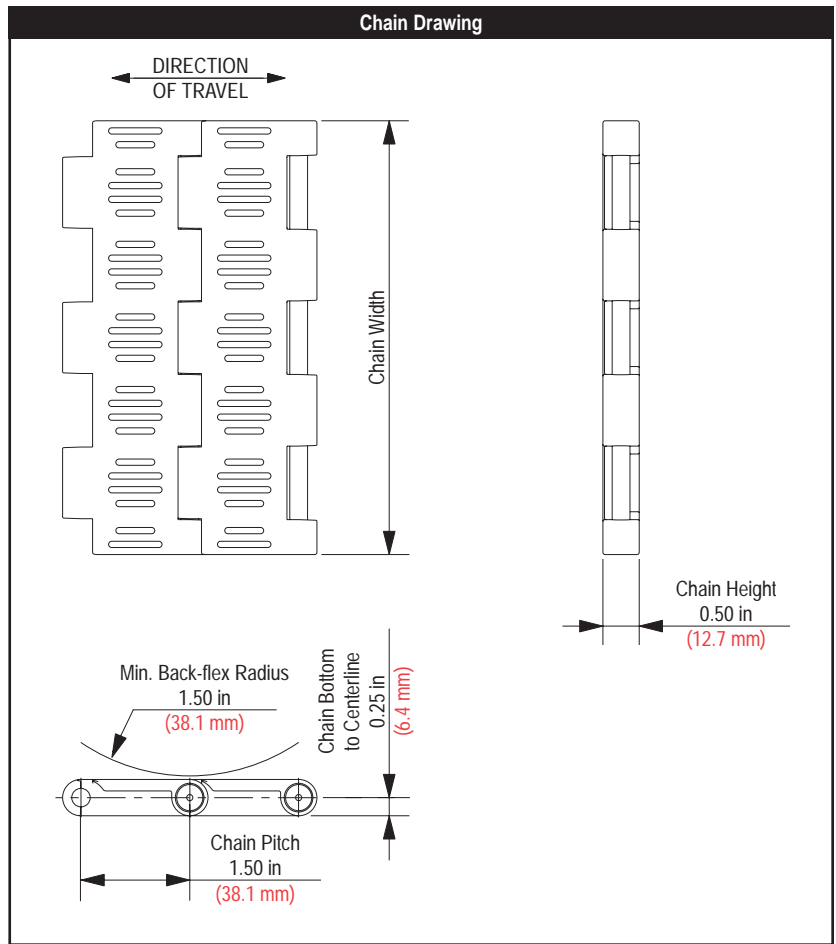 Chain Drawing
DIRECTION
OF TRAVEL
Chain Width
Chain Height
0.50 in
(12.7 mm)
Min. Back-flex Radius
1.50 in
(38.1 mm)
Chain Bottom
to Centerline
0.25 in
(6.4 mm)
Chain Pitch
1.50 in
(38.1 mm)